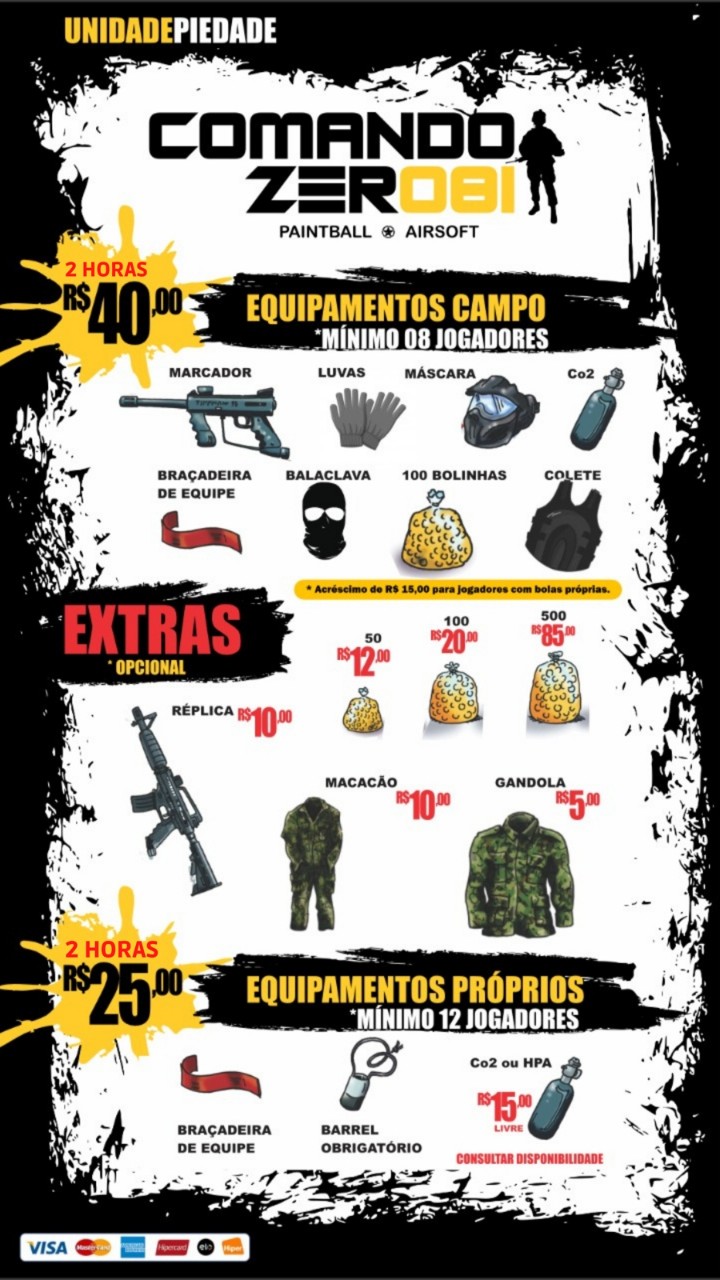 UNIDADEPIEDADE
COMANDO
ZERO81
PAINTBALL AIRSOFT
2 HORAS
R$40,00
EQUIPAMENTOS CAMPO
*MÍNIMO 08 JOGADORES
MARCADOR LUVAS MÁSCARA Co2
BRAÇADEIRA
DE EQUIPE
BALACLAVA 100 BOLINHAS COLETE
* Acréscimo de R$ 15,00 para jogadores com bolas próprias.
EXTRAS
* OPCIONAL
50
R$12,00
100
R$20,00
500
R$85,00
RÉPLICA R$10,00
MACACÃO
R$10,00
GANDOLA
R$5,00
2 HORAS
R$25,00
EQUIPAMENTOS PRÓPRIOS
*MÍNIMO 12 JOGADORES
BRAÇADEIRA
DE EQUIPE
BARREL
OBRIGATÓRIO
Co2 ou HPA
R$15,00
LIVRE
CONSULTAR DISPONIBILIDADE
VISA MasterCard Hipercard elo Hiper